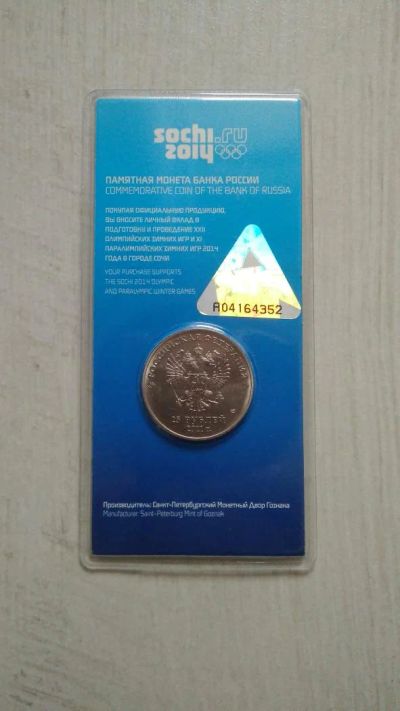 sochi.ru
2014
ПАМЯТНАЯ МОНЕТА БАНКА РОССИИ
COMMEMORATIVE COIN OF THE BANK OF RUSSIA
ПОКУПАЯ ОФИЦИАЛЬНУЮ ПРОДУКЦИЮ,
ВЫ ВНОСИТЕ ЛИЧНЫЙ ВКЛАД В
ПОДГОТОВКУ И ПРОВЕДЕНИЕ XXII
ОЛИМПИЙСКИХ ЗИМНИХ ИГР И XI
ПАРАЛИМПИЙСКИХ ЗИМНИХ ИГР 2014
ГОДА В ГОРОДЕ СОЧИ
YOUR PURCHASE SUPPORTS
THE SOCHI 2014 OLYMPIC
AND PARALYMPIC WINTER GAMES
A04164352
РОССИЙСКАЯ ФЕДЕРАЦИЯ
25 РУБЛЕЙ
Производитель: Санкт-Петербургский Монетный Двор Гознака
Manufacturer: Saint-Peterburg Mint of Goznak